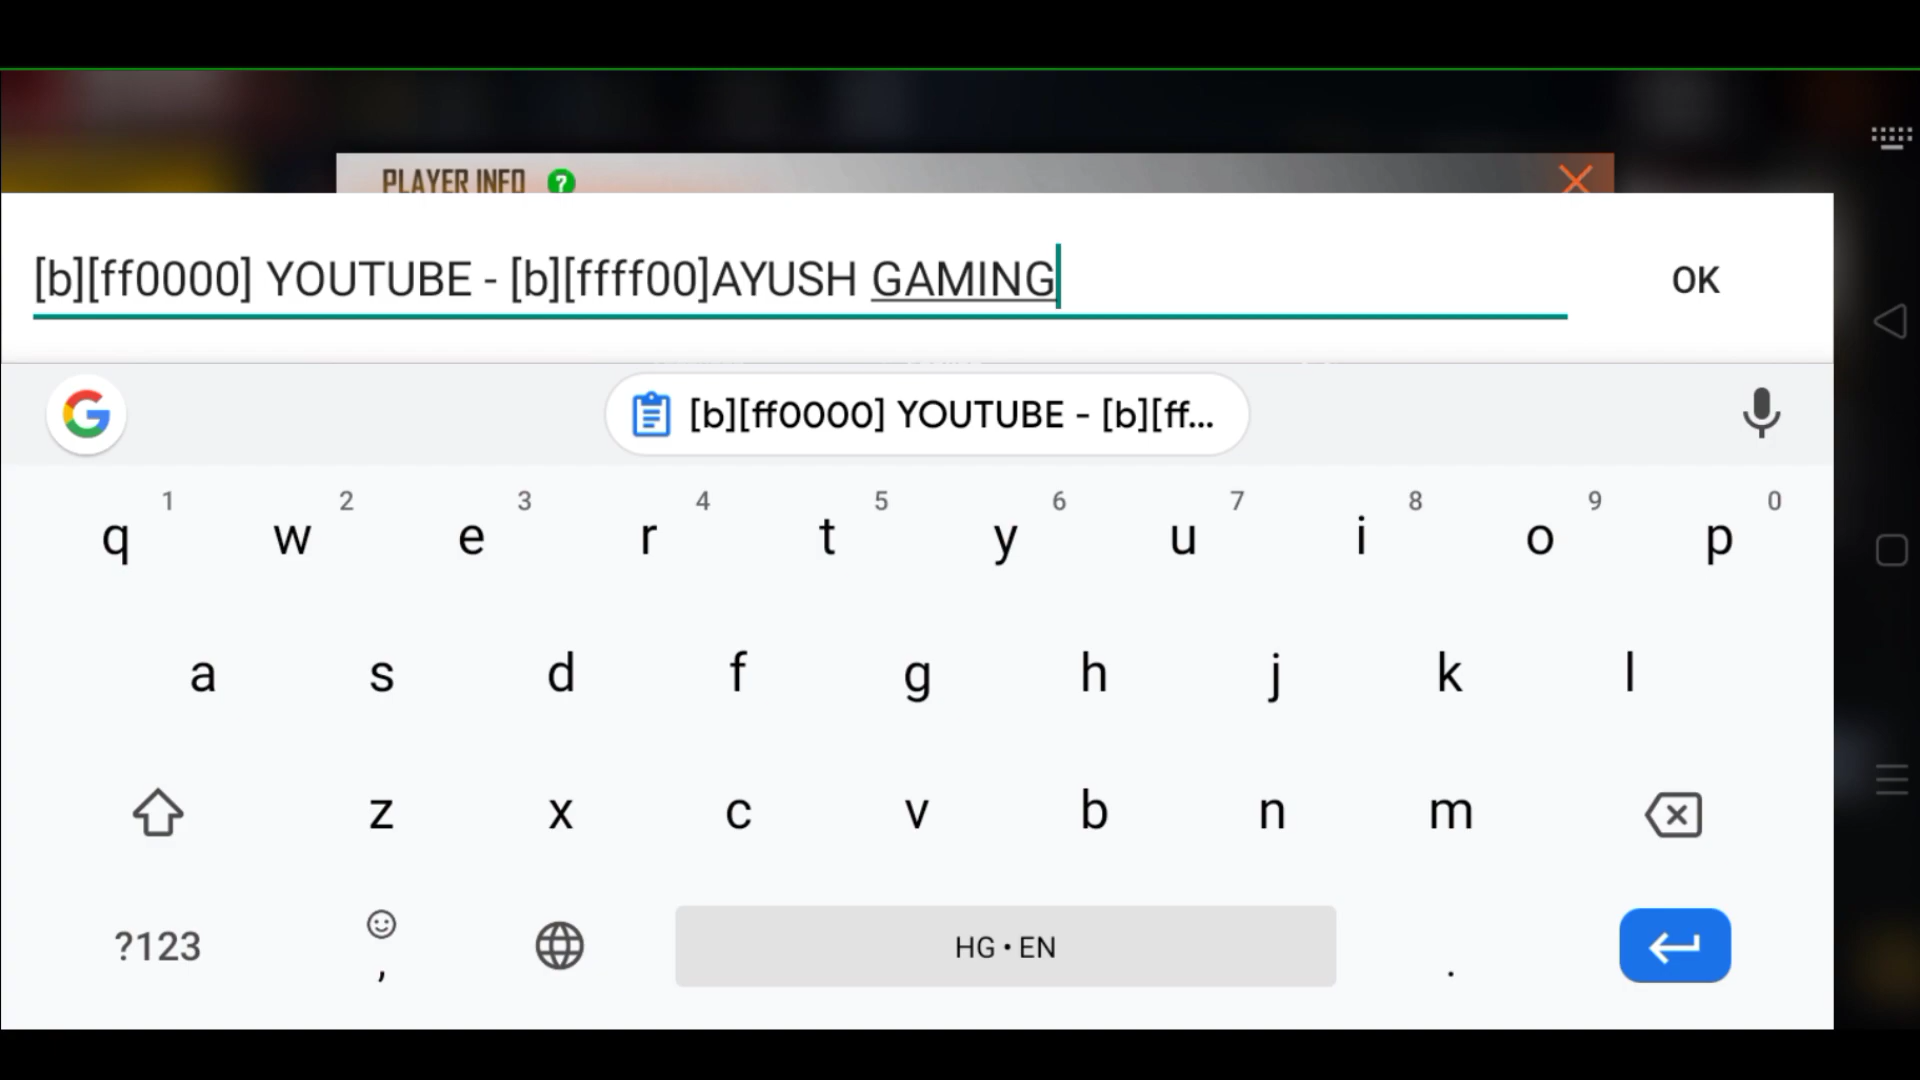 PLAYER INFO ?
[b][ff0000] YOUTUBE - [b][ffff00]AYUSH GAMING
OK
G [b][ff0000] YOUTUBE - [b][ff...
1 2 3 4 5 6 7 8 9 0
q w e r t y u i o p
a s d f g h j k l
z x c v b n m
?123 , HG • EN .